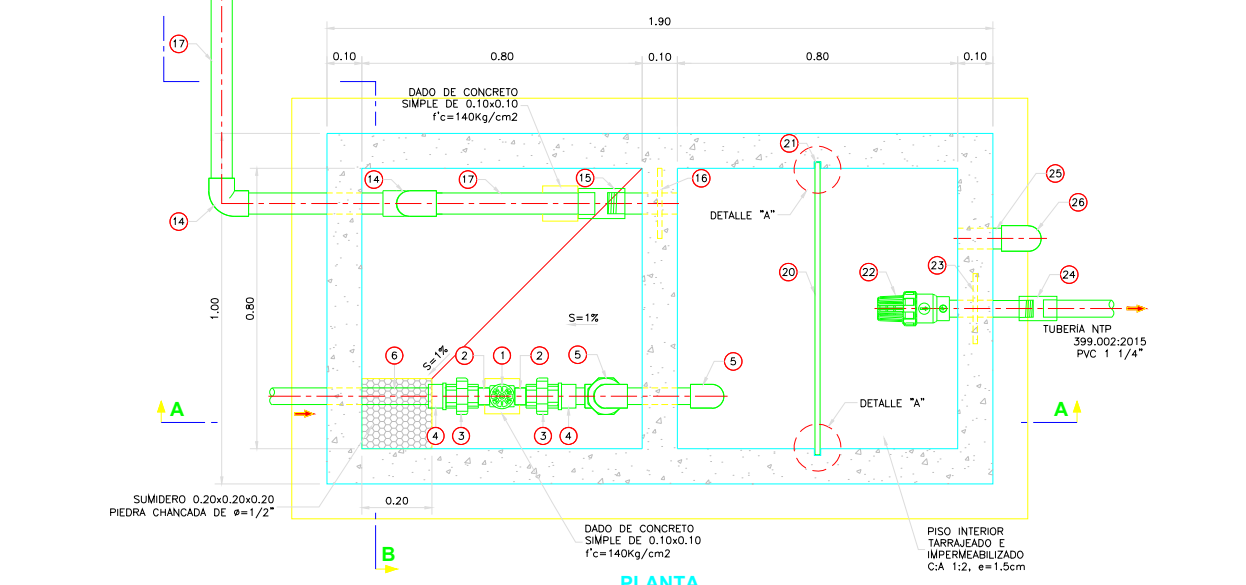 1.90
0.10
0.80
0.10
0.80
0.10
17
DADO DE CONCRETO
SIMPLE DE 0.10x0.10
f'c=140Kg/cm2
21
14
17
15
16
25
26
14
DETALLE "A"
20
22
23
24
1.00
0.80
S=1%
TUBERÍA NTP
399.002:2015
PVC 1 1/4"
S=1%
6
2
1
2
5
5
A
DETALLE "A"
A
4
3
3
4
0.20
SUMIDERO 0.20x0.20x0.20
PIEDRA CHANCADA DE ø=1/2"
DADO DE CONCRETO
SIMPLE DE 0.10x0.10
f'c=140Kg/cm2
PISO INTERIOR
TARRAJEADO E
IMPERMEABILIZADO
C:A 1:2, e=1.5cm
B
PLANTA